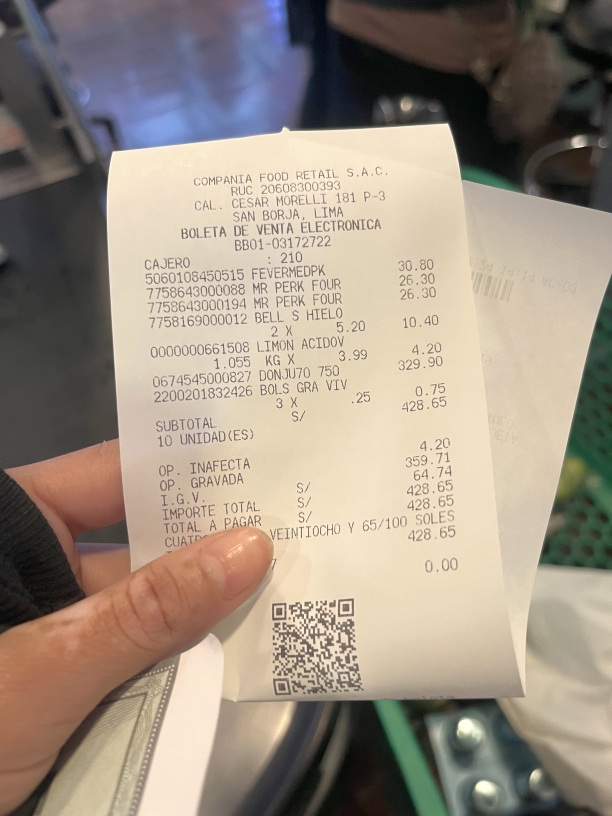 COMPANIA FOOD RETAIL S.A.C.
RUC 20608300393
CAL. CESAR MORELLI 181 P-3
SAN BORJA, LIMA
BOLETA DE VENTA ELECTRONICA
BB01-03172722
CAJERO : 210
5060108450515 FEVERMEDPK 30.80
7758643000088 MR PERK FOUR 26.30
7758643000194 MR PERK FOUR 26.30
7758169000012 BELL S HIELO
2 X 5.20 10.40
0000000661508 LIMON ACIDOV
1.055 KG X 3.99 4.20
0674545000827 DONJU70 750 329.90
2200201832426 BOLS GRA VIV
3 X .25 0.75
SUBTOTAL S/ 428.65
10 UNIDAD(ES)
OP. INAFECTA 4.20
OP. GRAVADA 359.71
I.G.V. S/ 64.74
IMPORTE TOTAL S/ 428.65
TOTAL A PAGAR S/ 428.65
VEINTIOCHO Y 65/100 SOLES
428.65
7 0.00